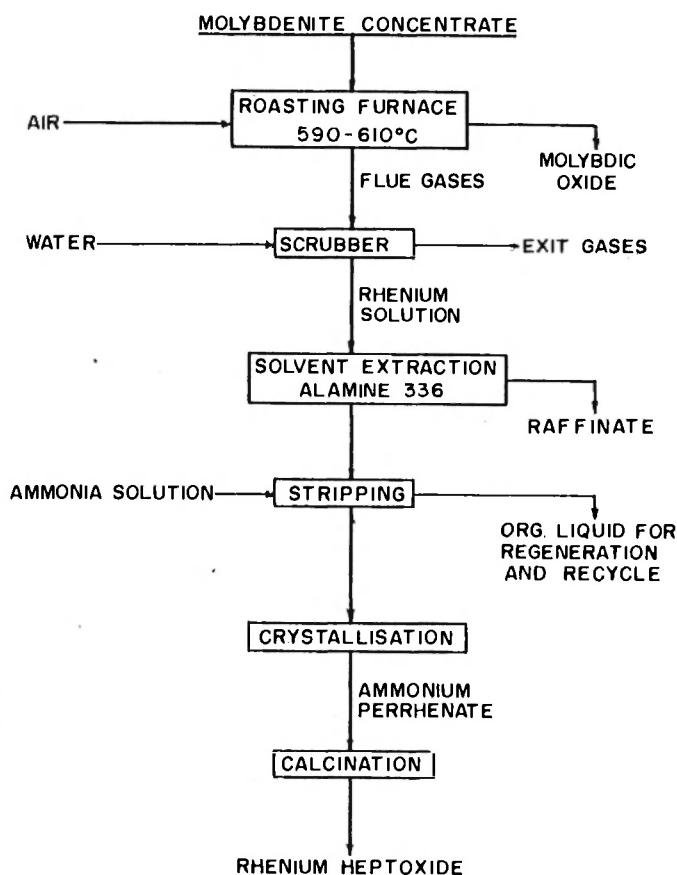 MOLYBDENITE CONCENTRATE
ROASTING FURNACE
590-610°C
AIR
MOLYBDIC
OXIDE
FLUE GASES
WATER
SCRUBBER
EXIT GASES
RHENIUM
SOLUTION
SOLVENT EXTRACTION
ALAMINE 336
RAFFINATE
AMMONIA SOLUTION
STRIPPING
ORG. LIQUID FOR
REGENERATION
AND RECYCLE
CRYSTALLISATION
AMMONIUM
PERRHENATE
CALCINATION
RHENIUM HEPTOXIDE